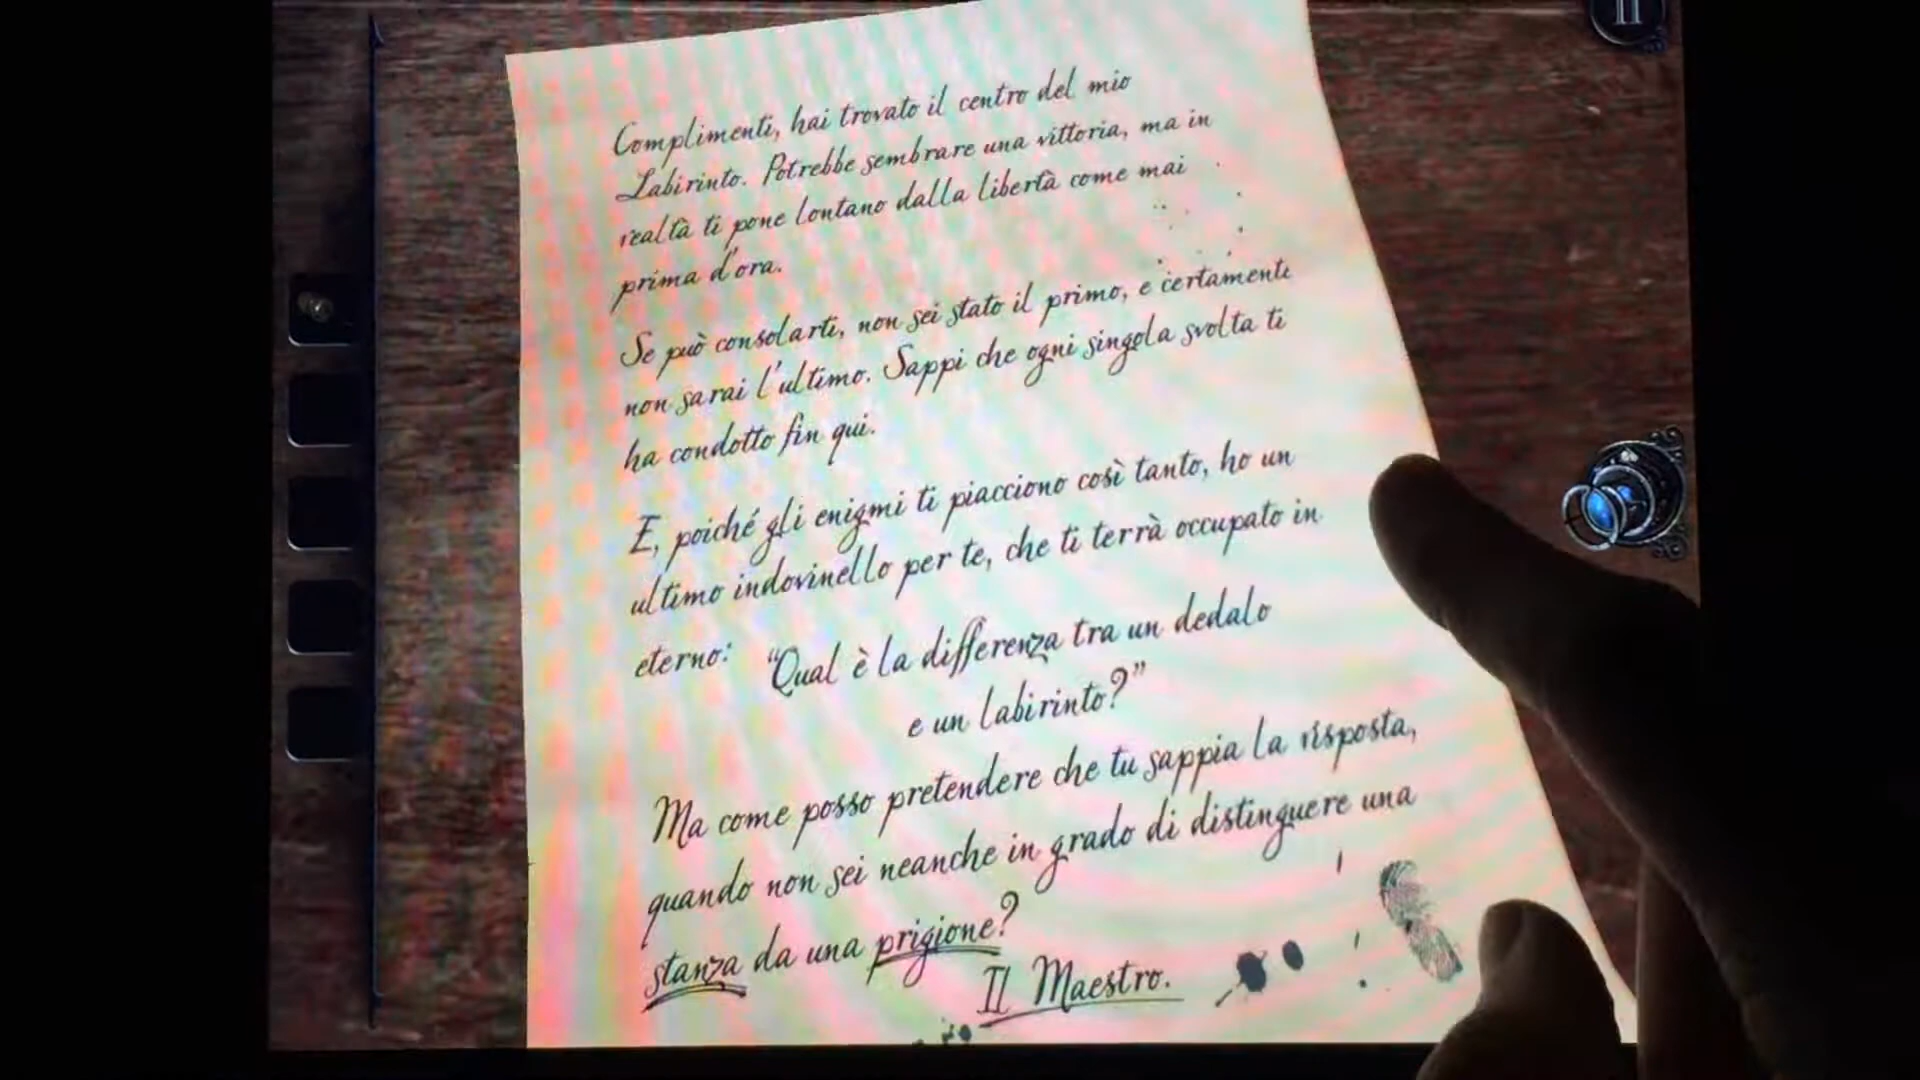 Complimenti, hai trovato il centro del mio
Labirinto. Potrebbe sembrare una vittoria, ma in
realtà ti pone lontano dalla libertà come mai
prima d'ora.
Se può consolarti, non sei stato il primo, e certamente
non sarai l'ultimo. Sappi che ogni singola svolta ti
ha condotto fin qui.
E, poiché gli enigmi ti piacciono così tanto, ho un
ultimo indovinello per te, che ti terrà occupato in
eterno: "Qual è la differenza tra un dedalo
e un labirinto?"
Ma come posso pretendere che tu sappia la risposta,
quando non sei neanche in grado di distinguere una
stanza da una prigione?
Il Maestro.